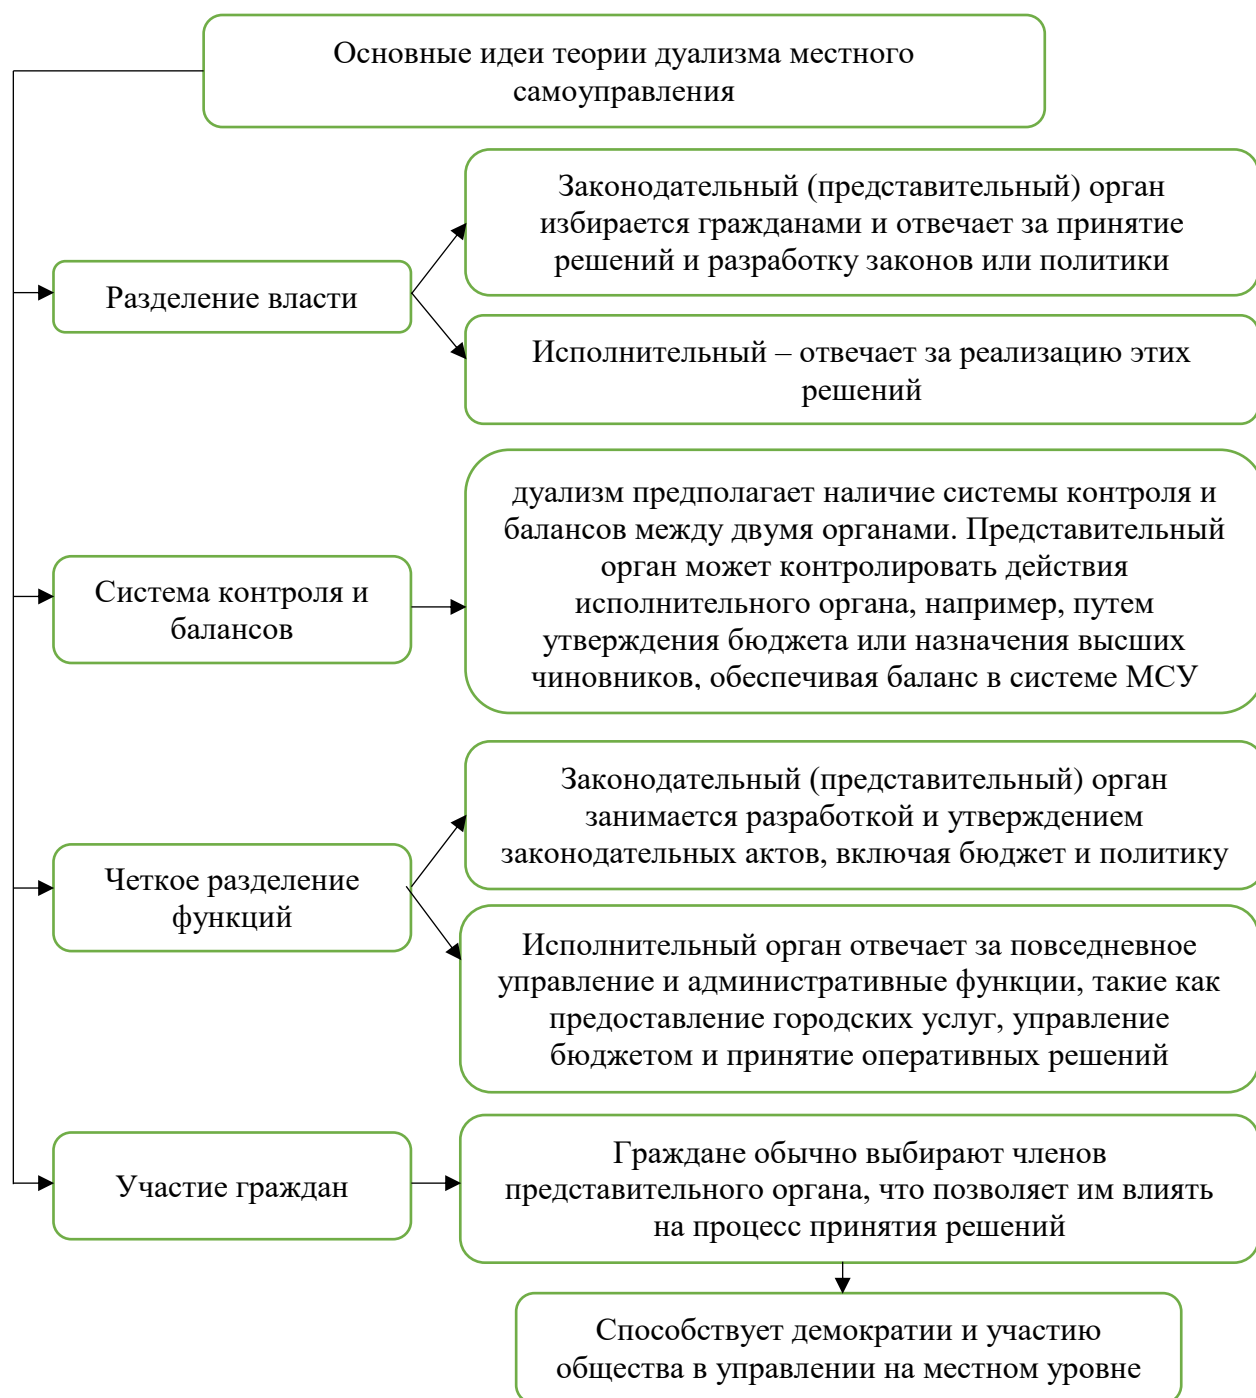 Основные идеи теории дуализма местного
самоуправления
Разделение власти
Законодательный (представительный) орган
избирается гражданами и отвечает за принятие
решений и разработку законов или политики
Исполнительный – отвечает за реализацию этих
решений
Система контроля и
балансов
дуализм предполагает наличие системы контроля и
балансов между двумя органами. Представительный
орган может контролировать действия
исполнительного органа, например, путем
утверждения бюджета или назначения высших
чиновников, обеспечивая баланс в системе МСУ
Четкое разделение
функций
Законодательный (представительный) орган
занимается разработкой и утверждением
законодательных актов, включая бюджет и политику
Исполнительный орган отвечает за повседневное
управление и административные функции, такие как
предоставление городских услуг, управление
бюджетом и принятие оперативных решений
Участие граждан
Граждане обычно выбирают членов
представительного органа, что позволяет им влиять
на процесс принятия решений
Способствует демократии и участию
общества в управлении на местном уровне